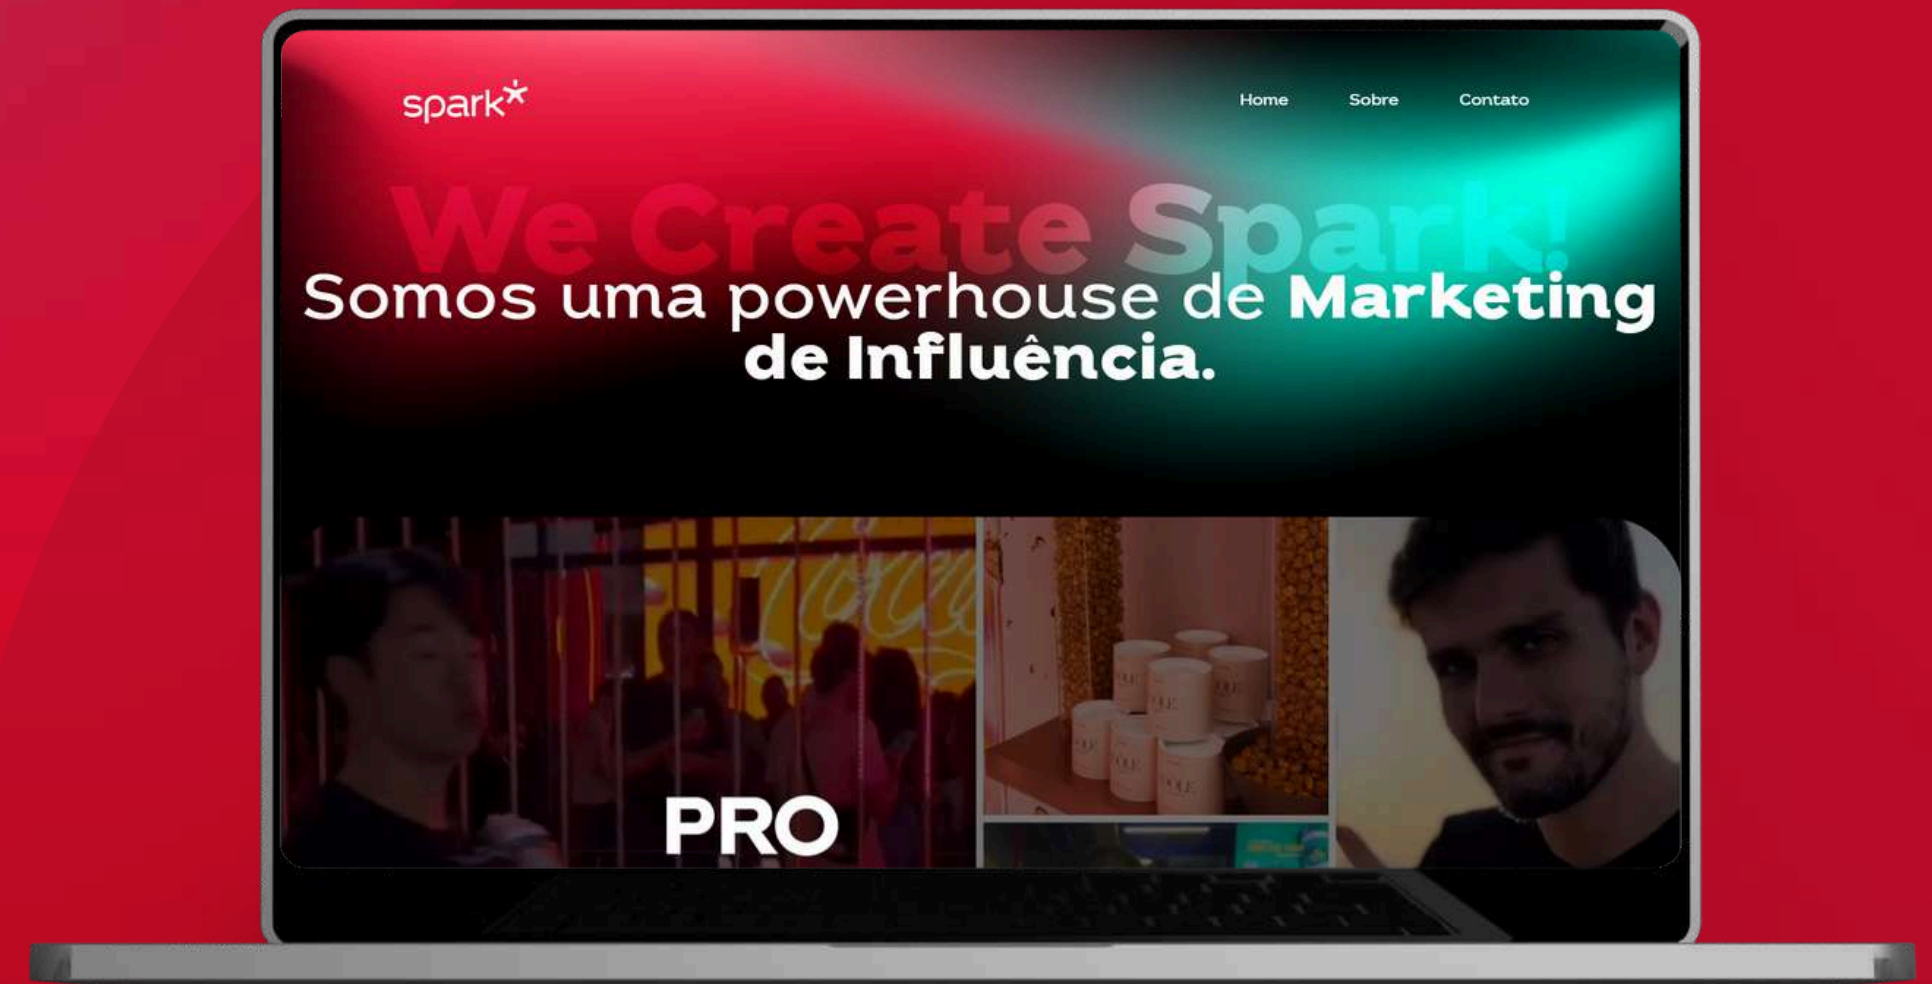 spark*
Home Sobre Contato
We Create Spark!
Somos uma powerhouse de Marketing
de Influência.
PRO